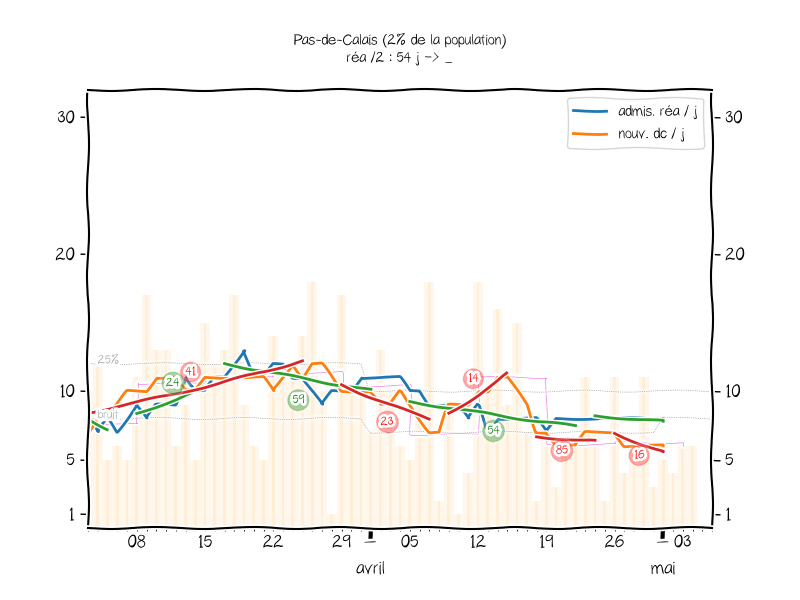 Pas-de-Calais (2% de la population)
réa /2 : 54 j -> _
admis. réa / j
nouv. dc / j
30
30
20
20
25%
41
24
14
10
10
59
bruit
23
54
85
16
5
5
1
1
08 15 22 29 05 12 19 26 03
avril mai